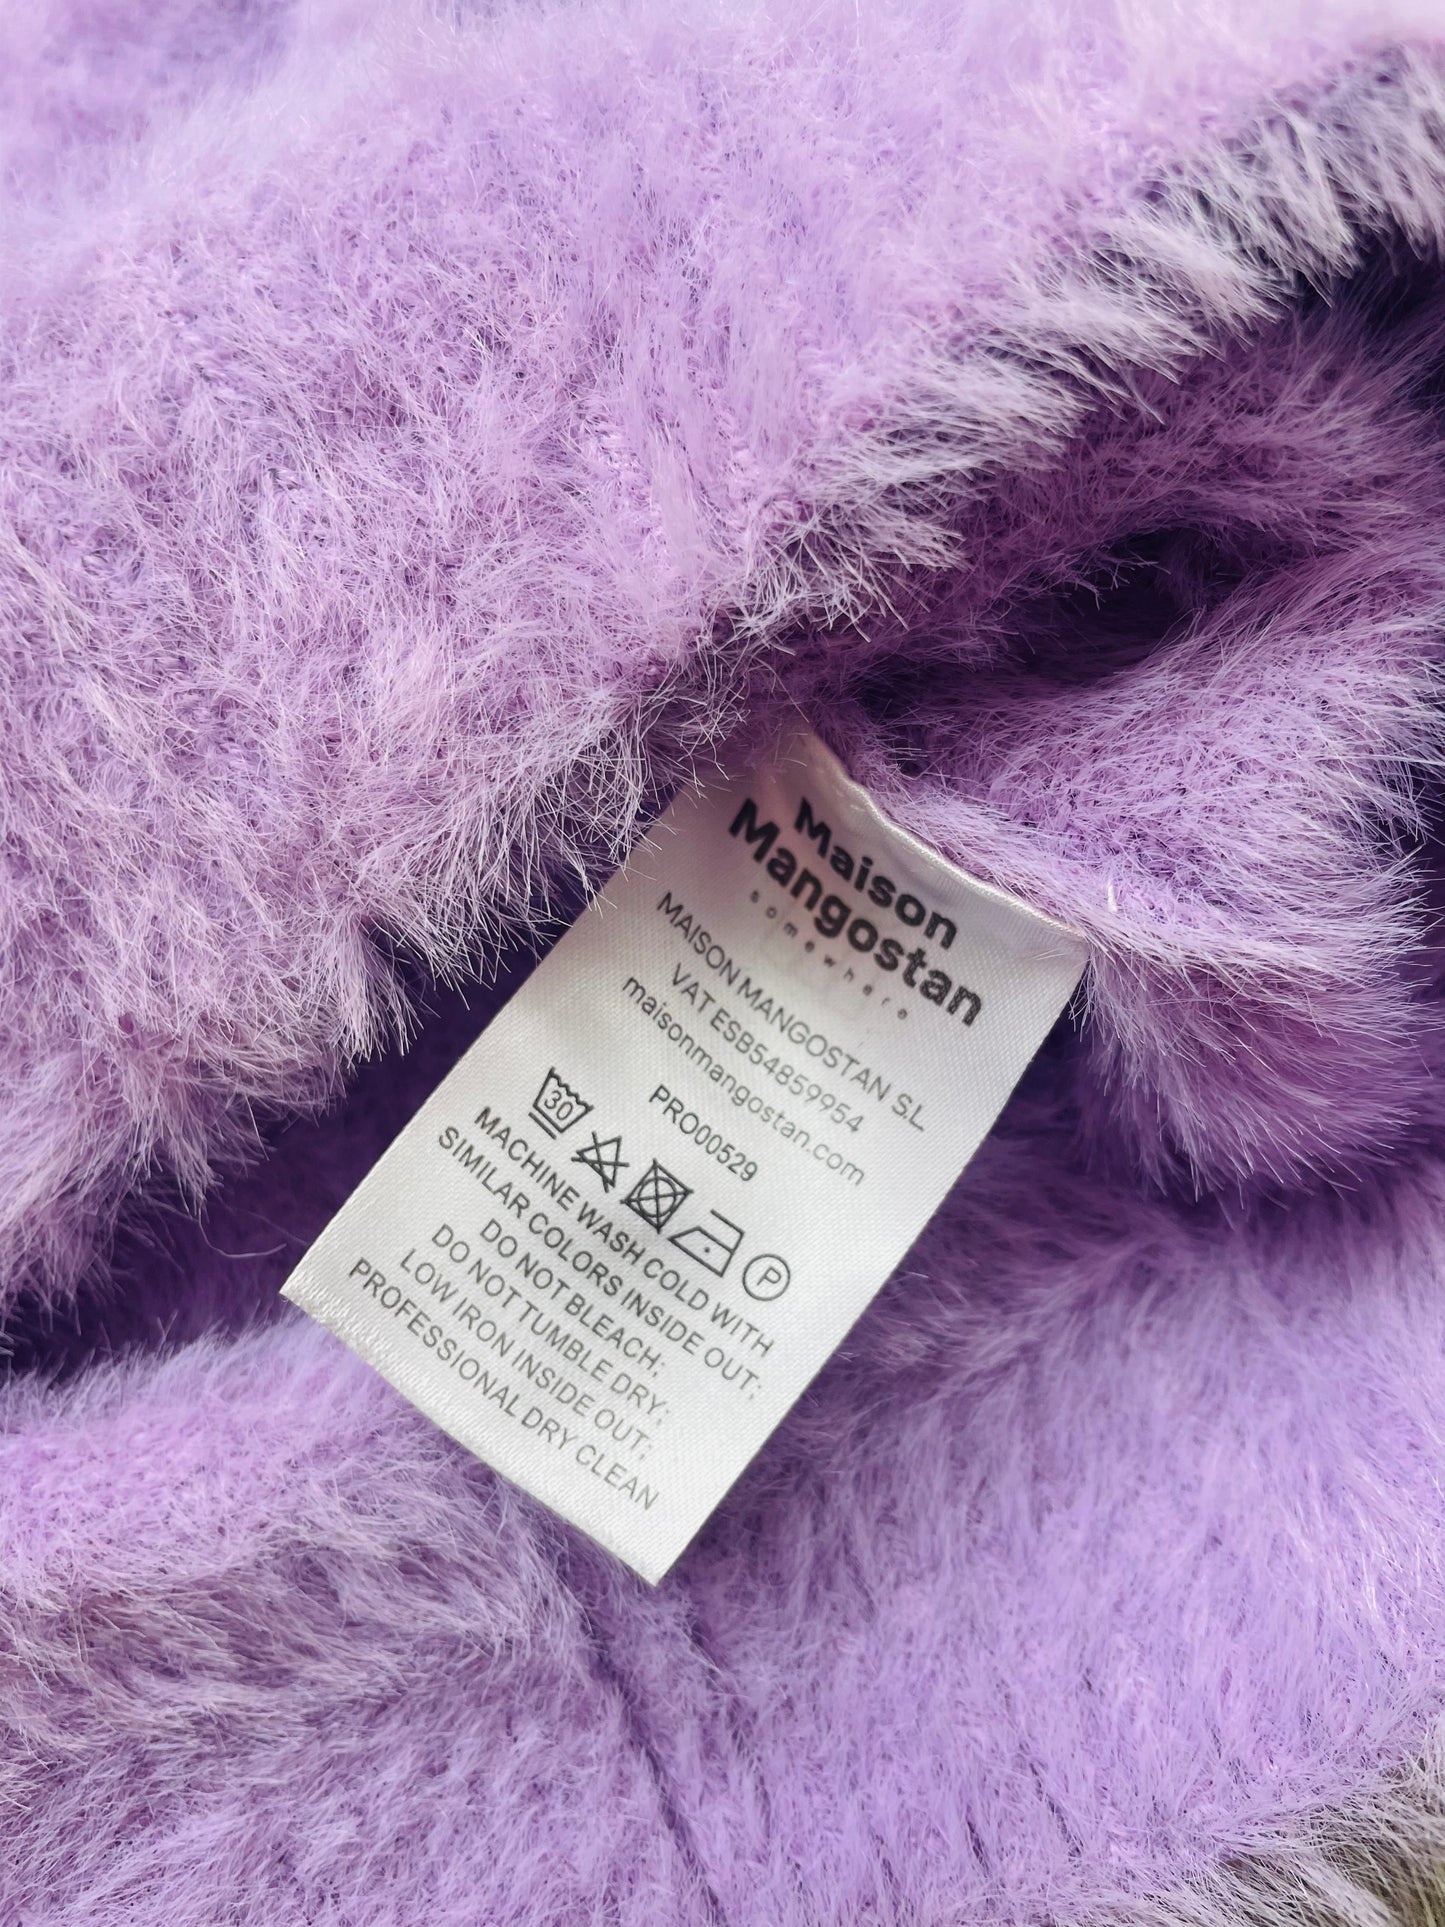 Maison
Mangostan
somewhere®
MAISON MANGOSTAN S.L.
VAT ESB54859954
maisonmangostan.com
PRO00529
30
P
MACHINE WASH COLD WITH
SIMILAR COLORS INSIDE OUT;
DO NOT BLEACH;
DO NOT TUMBLE DRY;
LOW IRON INSIDE OUT;
PROFESSIONAL DRY CLEAN